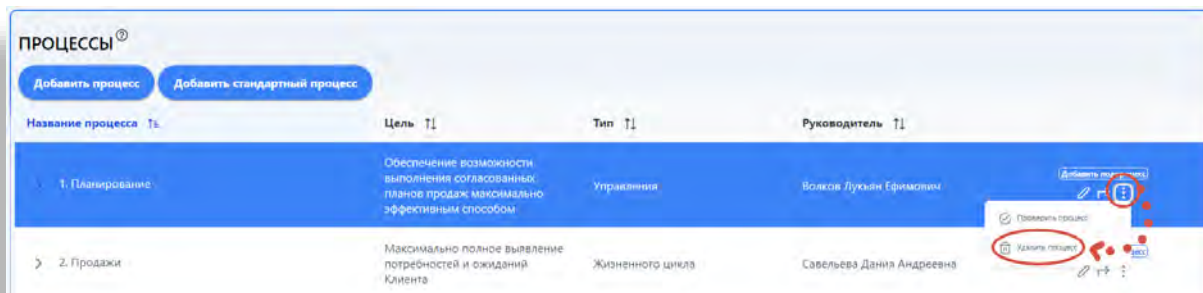 ПРОЦЕССЫ ?
Добавить процесс Добавить стандартный процесс
Название процесса Цель Тип Руководитель
Обеспечение возможности
выполнения согласованных
планов продаж максимально
эффективным способом
1. Планирование Управления Волков Лукьян Ефимович
Добавить
Проверить процесс
Удалить процесс
Максимально полное выявление
потребностей и ожиданий
Клиента
2. Продажи Жизненного цикла Савельева Дания Андреевна